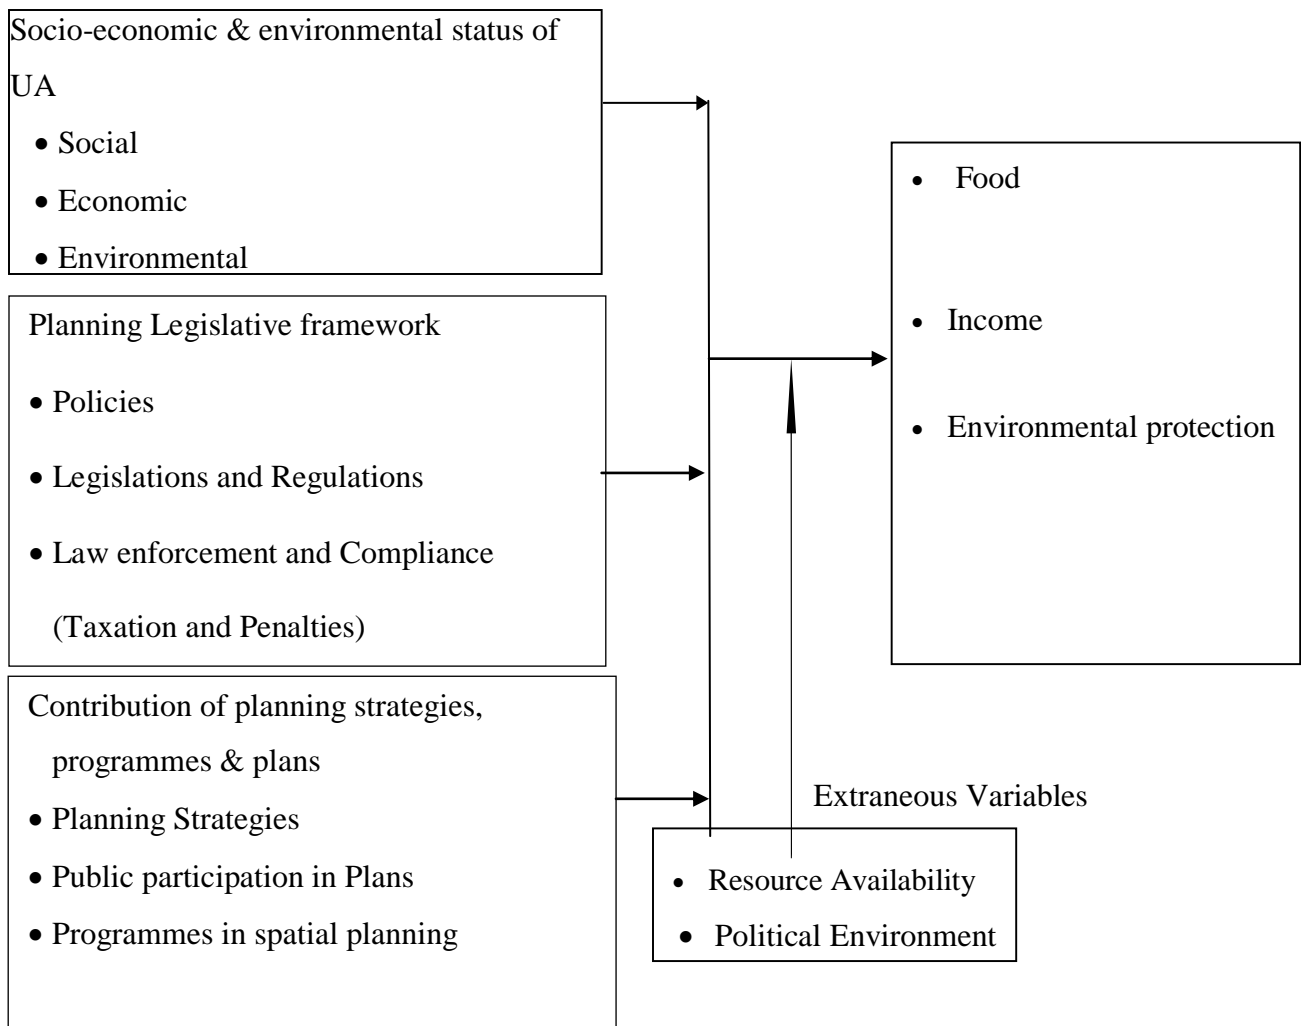 Socio-economic & environmental status of
UA
• Social
• Economic
• Environmental
Planning Legislative framework
• Policies
• Legislations and Regulations
• Law enforcement and Compliance
(Taxation and Penalties)
Contribution of planning strategies,
programmes & plans
• Planning Strategies
• Public participation in Plans
• Programmes in spatial planning
• Food
• Income
• Environmental protection
Extraneous Variables
• Resource Availability
• Political Environment